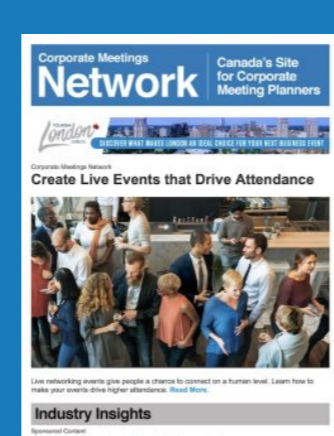 Corporate Meetings
Network
Canada's Site
for Corporate
Meeting Planners
TOURISM
London
DISCOVER WHAT MAKES LONDON AN IDEAL CHOICE FOR YOUR NEXT BUSINESS EVENT
Corporate Meetings Network
Create Live Events that Drive Attendance
Live networking events give people a chance to connect on a human level. Learn how to
make your events drive higher attendance. Read More.
Industry Insights
Sponsored Content